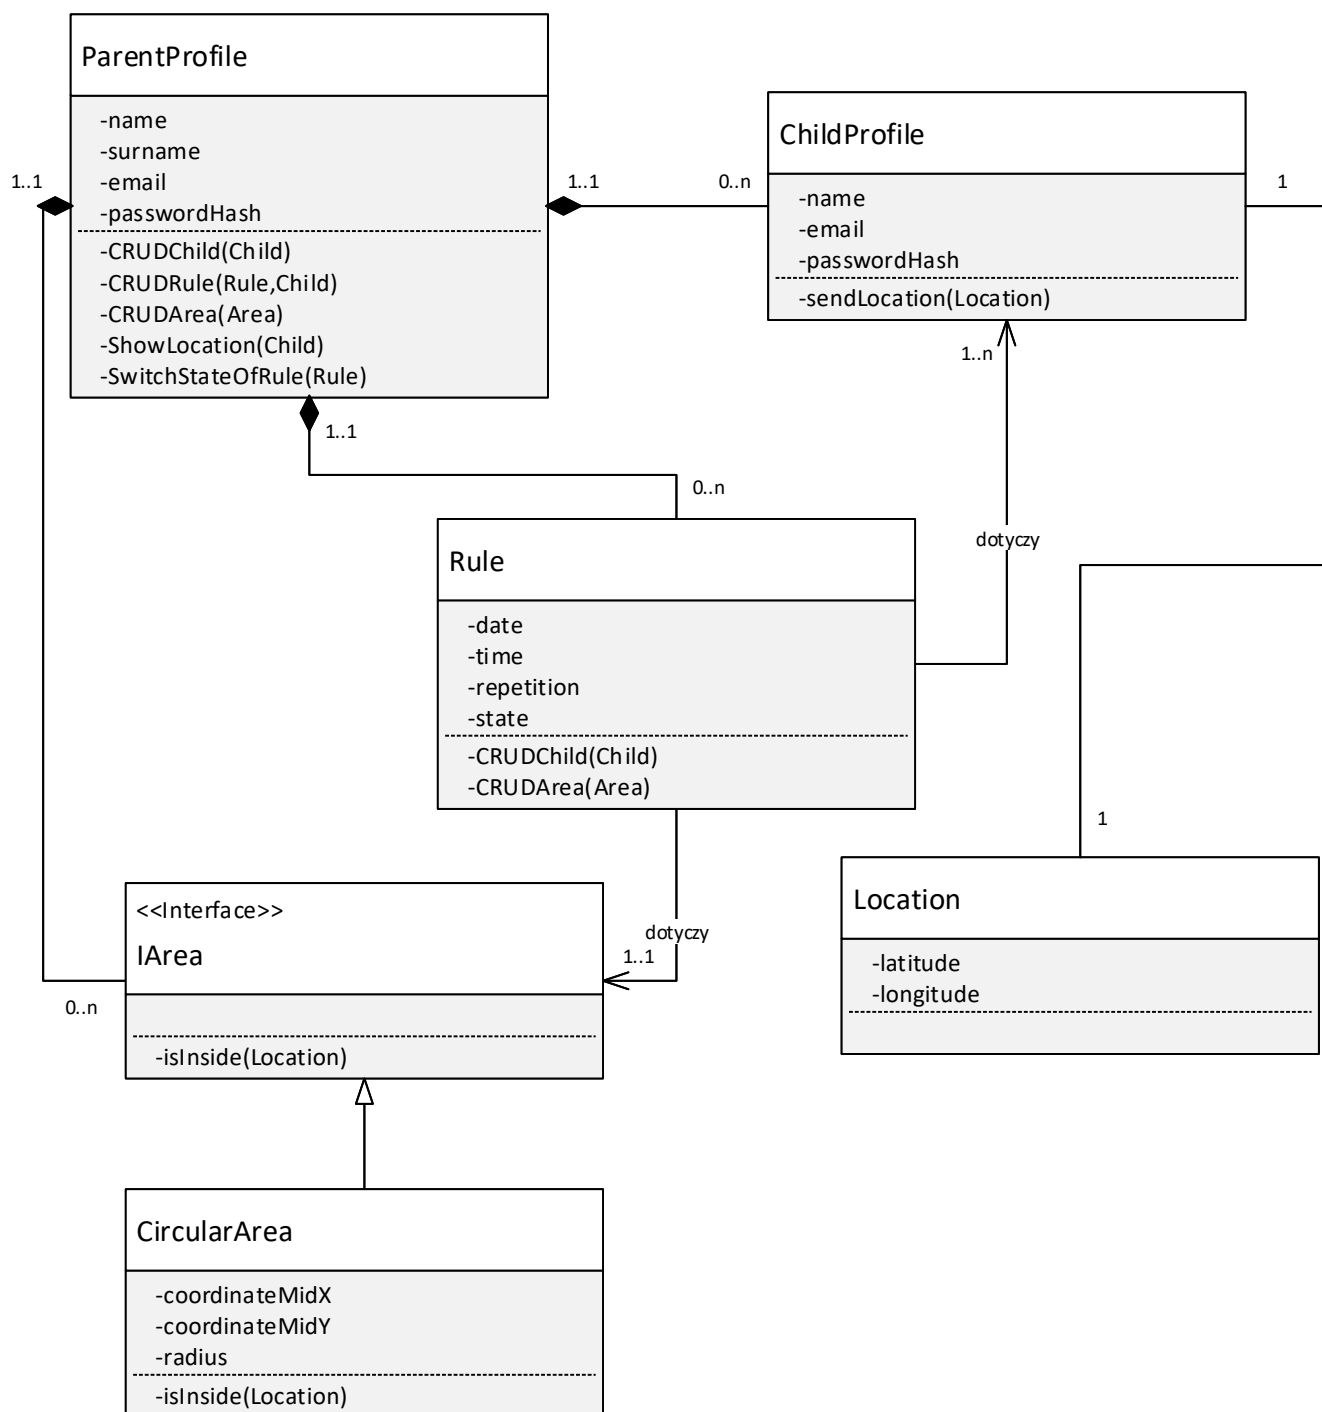 ParentProfile
-name
-surname
-email
-passwordHash
-CRUDChild(Child)
-CRUDRule(Rule,Child)
-CRUDArea(Area)
-ShowLocation(Child)
-SwitchStateOfRule(Rule)
1..1
1..1
0..n
ChildProfile
-name
-email
-passwordHash
-sendLocation(Location)
1
1..n
1..1
0..n
dotyczy
Rule
-date
-time
-repetition
-state
-CRUDChild(Child)
-CRUDArea(Area)
1
<<Interface>>
IArea
-isInside(Location)
dotyczy
1..1
0..n
Location
-latitude
-longitude
CircularArea
-coordinateMidX
-coordinateMidY
-radius
-isInside(Location)